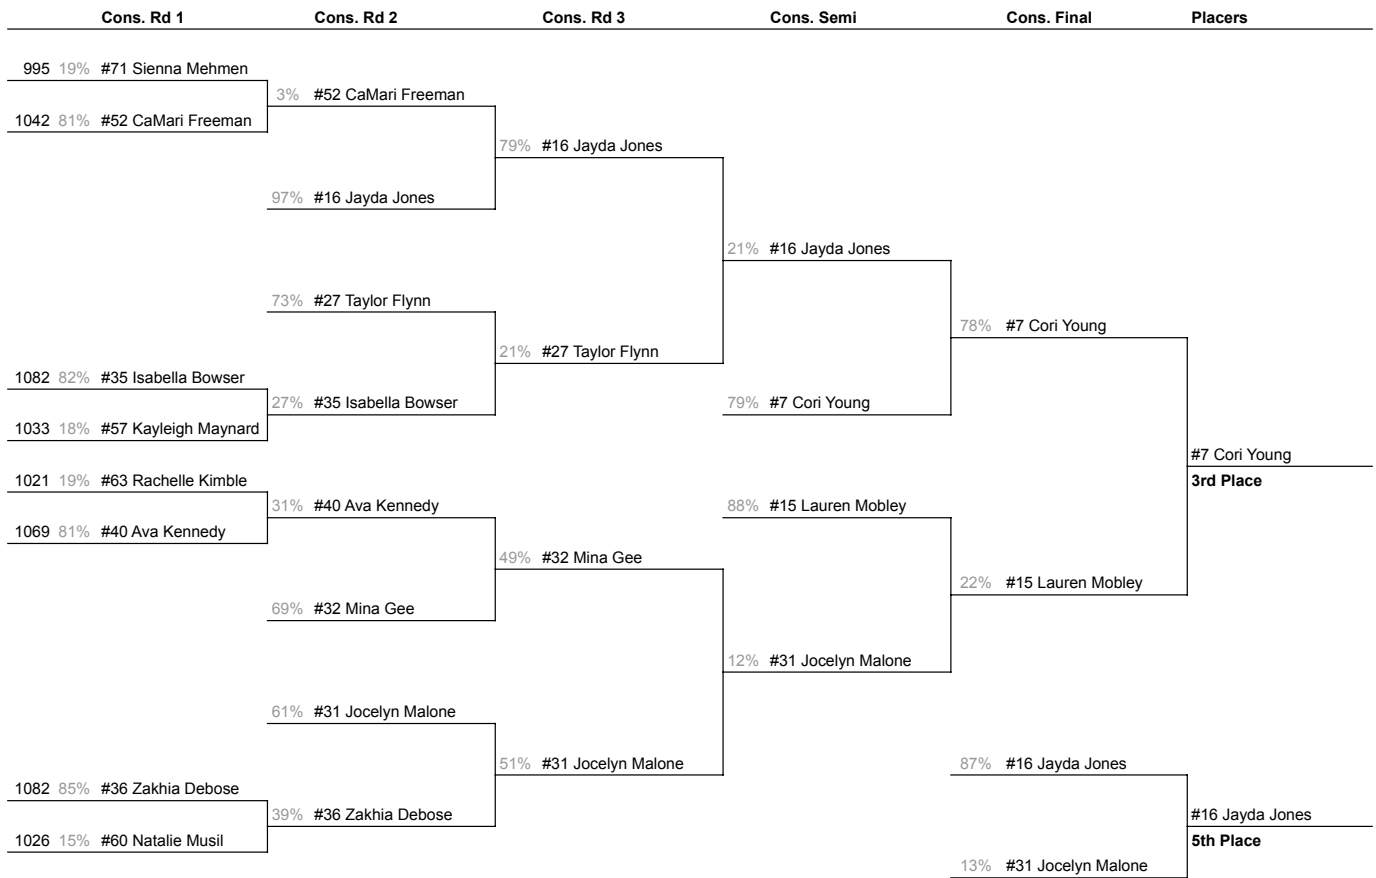 Cons. Rd 1 Cons. Rd 2 Cons. Rd 3 Cons. Semi Cons. Final Placers
995 19% #71 Sienna Mehmen
3% #52 CaMari Freeman
1042 81% #52 CaMari Freeman
79% #16 Jayda Jones
97% #16 Jayda Jones
21% #16 Jayda Jones
73% #27 Taylor Flynn
78% #7 Cori Young
21% #27 Taylor Flynn
1082 82% #35 Isabella Bowser
27% #35 Isabella Bowser
79% #7 Cori Young
1033 18% #57 Kayleigh Maynard
#7 Cori Young
1021 19% #63 Rachelle Kimble
3rd Place
31% #40 Ava Kennedy
88% #15 Lauren Mobley
1069 81% #40 Ava Kennedy
49% #32 Mina Gee
22% #15 Lauren Mobley
69% #32 Mina Gee
12% #31 Jocelyn Malone
61% #31 Jocelyn Malone
51% #31 Jocelyn Malone
87% #16 Jayda Jones
1082 85% #36 Zakhia Debose
39% #36 Zakhia Debose
#16 Jayda Jones
1026 15% #60 Natalie Musil
5th Place
13% #31 Jocelyn Malone